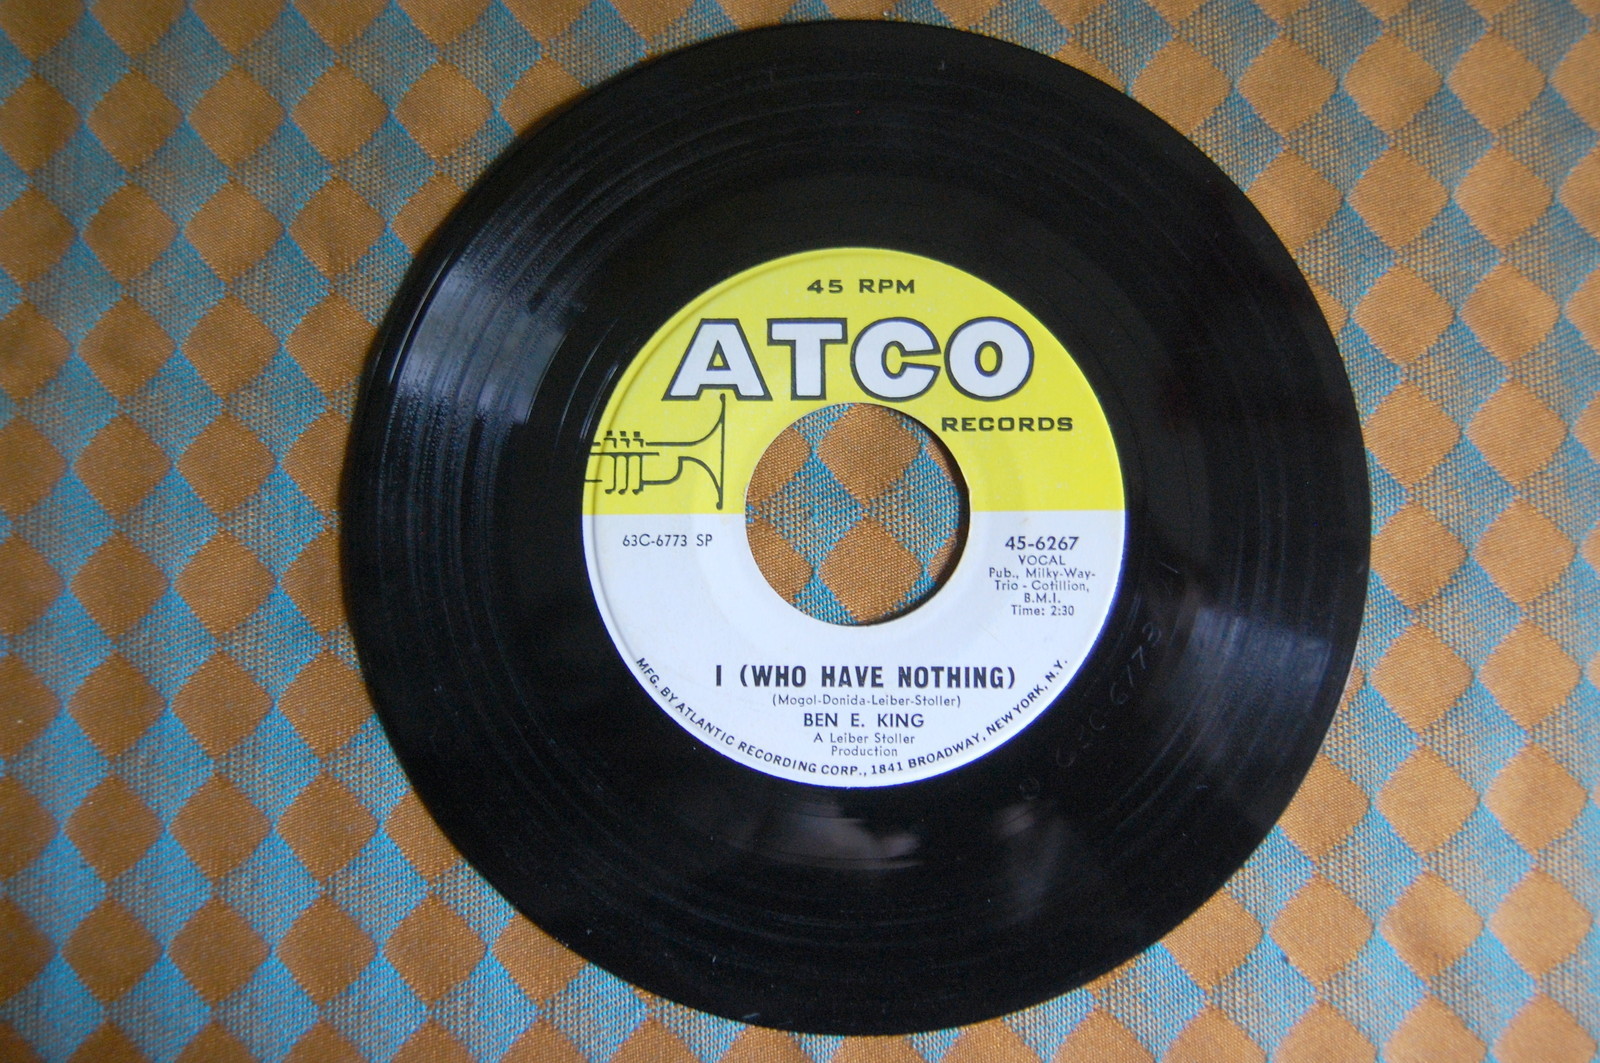 45 RPM
ATCO
RECORDS
63C-6773 SP
45-6267
VOCAL
Pub., Milky-Way-
Trio - Cotillion,
B.M.I.
Time: 2:30
I (WHO HAVE NOTHING)
(Mogol-Donida-Leiber-Stoller)
BEN E. KING
A Leiber Stoller
Production
MFG. BY ATLANTIC RECORDING CORP., 1841 BROADWAY, NEW YORK, N.Y.